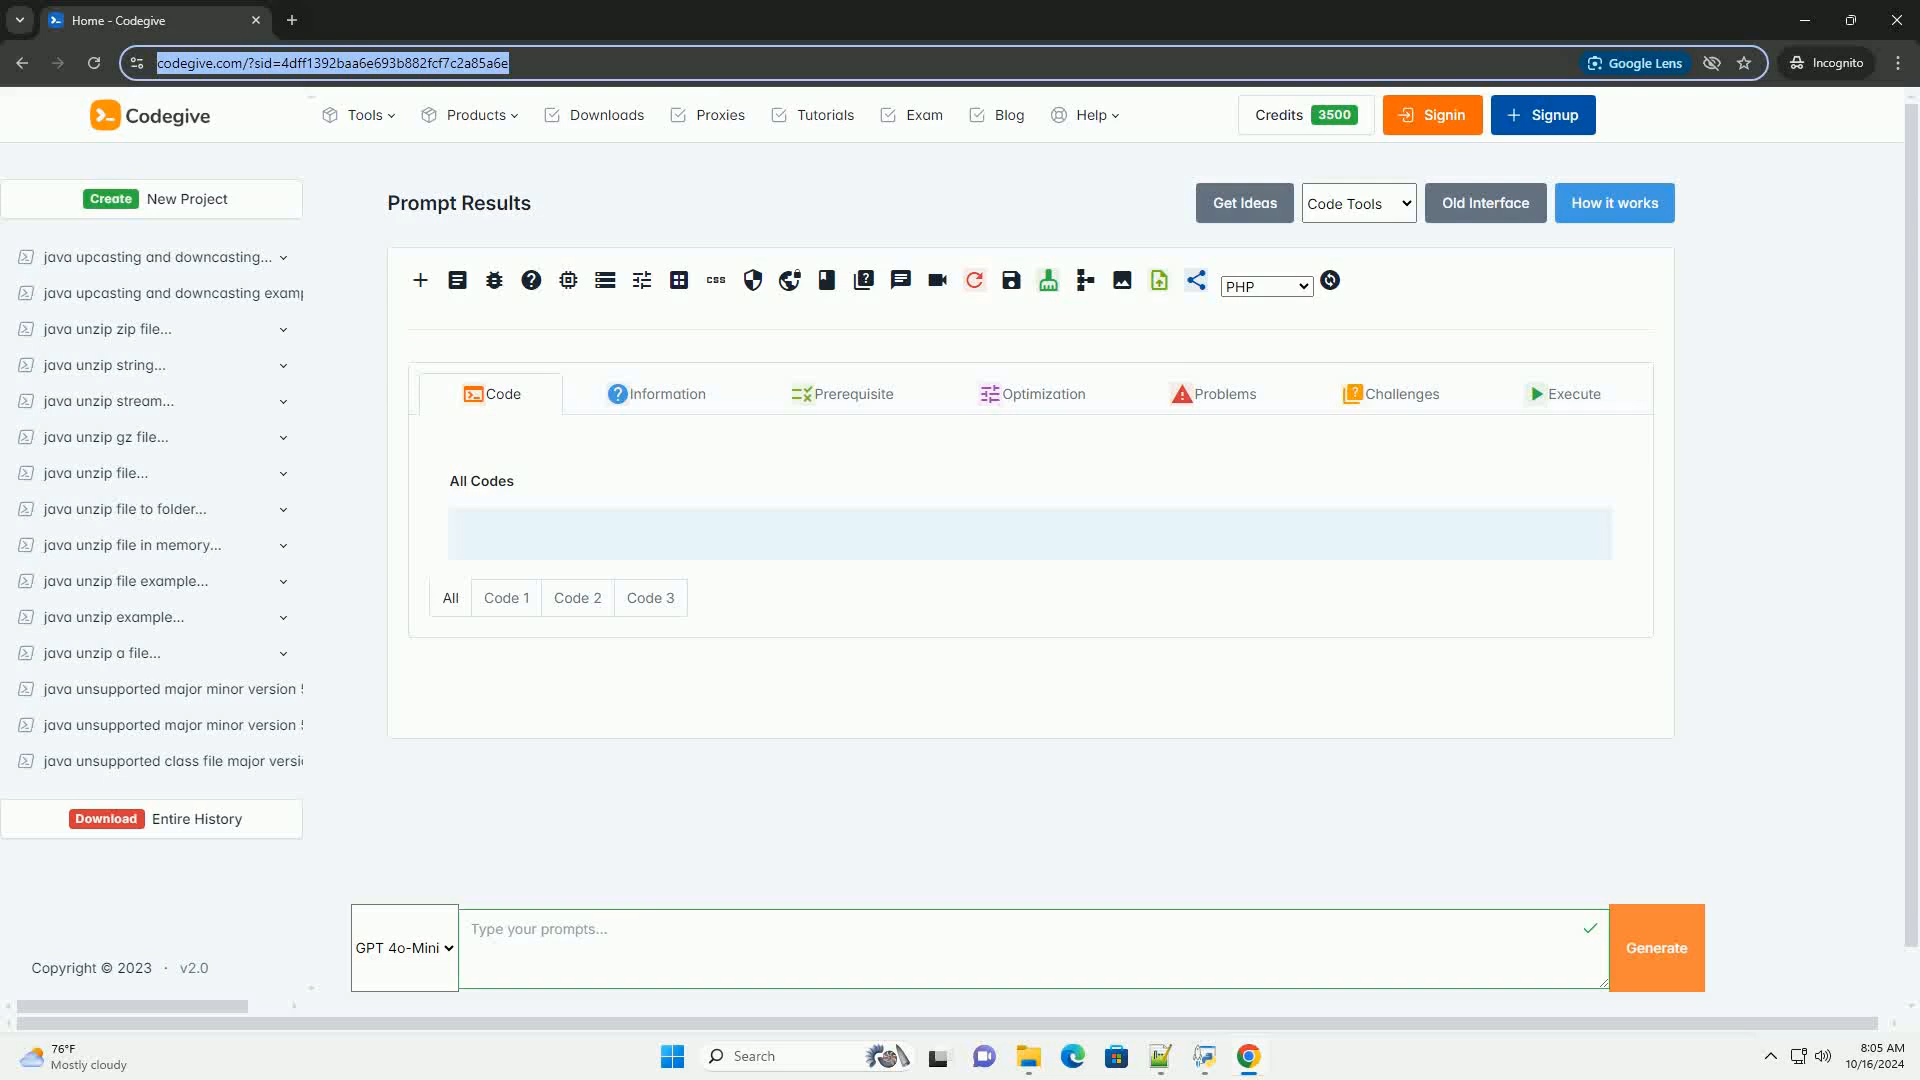 Home - Codegive
codegive.com/?sid=4dff1392baa6e693b882fcf7c2a85a6e
Google Lens
Incognito
Codegive
Tools
Products
Downloads
Proxies
Tutorials
Exam
Blog
Help
Credits 3500
Signin
Signup
Create New Project
java upcasting and downcasting...
java upcasting and downcasting examp
java unzip zip file...
java unzip string...
java unzip stream...
java unzip gz file...
java unzip file...
java unzip file to folder...
java unzip file in memory...
java unzip file example...
java unzip example...
java unzip a file...
java unsupported major minor version 5
java unsupported major minor version 5
java unsupported class file major versio
Download Entire History
Copyright © 2023 · v2.0
Prompt Results
Get Ideas
Code Tools
Old Interface
How it works
CSS
PHP
Code
Information
Prerequisite
Optimization
Problems
Challenges
Execute
All Codes
All
Code 1
Code 2
Code 3
GPT 4o-Mini
Type your prompts...
Generate
76°F
Mostly cloudy
Search
8:05 AM
10/16/2024